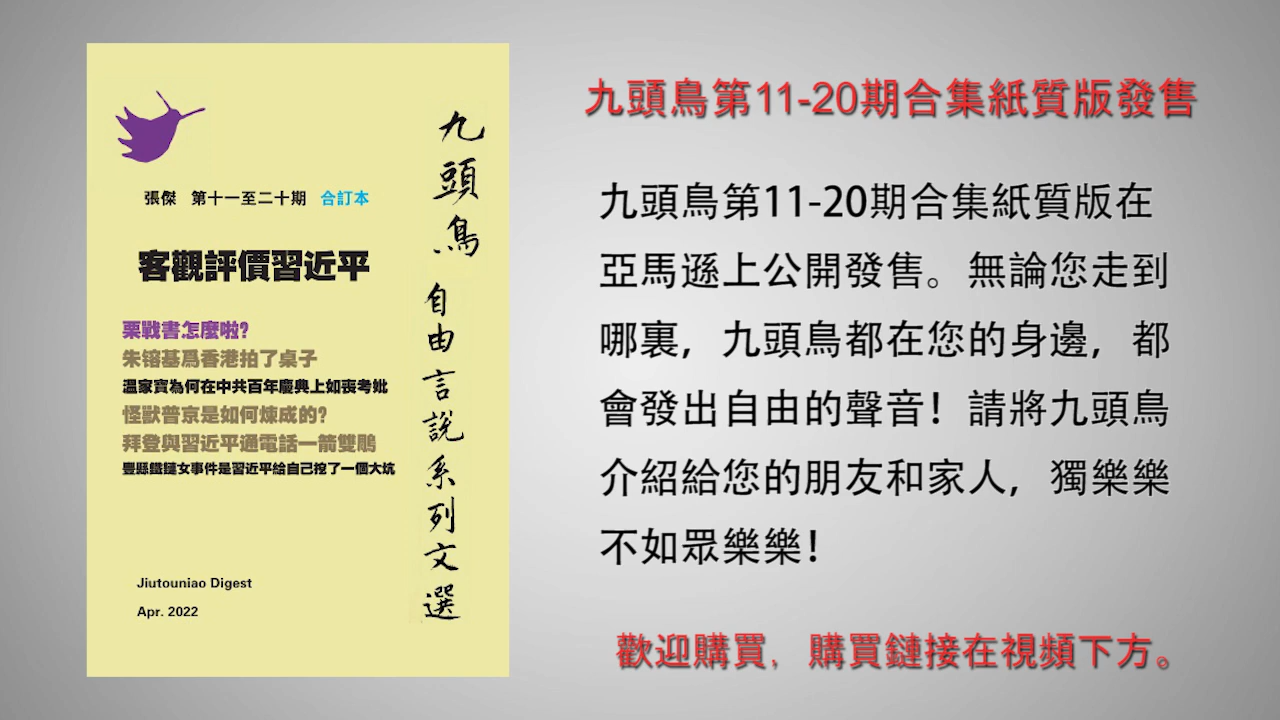 張傑 第十一至二十期 合訂本
客觀評價習近平
栗戰書怎麼啦?
朱镕基爲香港拍了桌子
溫家寶為何在中共百年慶典上如喪考妣
怪獸普京是如何煉成的?
拜登與習近平通電話一箭雙鵰
豐縣鐵鏈女事件是習近平給自己挖了一個大坑
Jiutouniao Digest
Apr. 2022
九頭鳥 自由言說系列文選
九頭鳥第11-20期合集紙質版發售
九頭鳥第11-20期合集紙質版在
亞馬遜上公開發售。無論您走到
哪裏，九頭鳥都在您的身邊，都
會發出自由的聲音！請將九頭鳥
介紹給您的朋友和家人，獨樂樂
不如眾樂樂！
歡迎購買，購買鏈接在視頻下方。